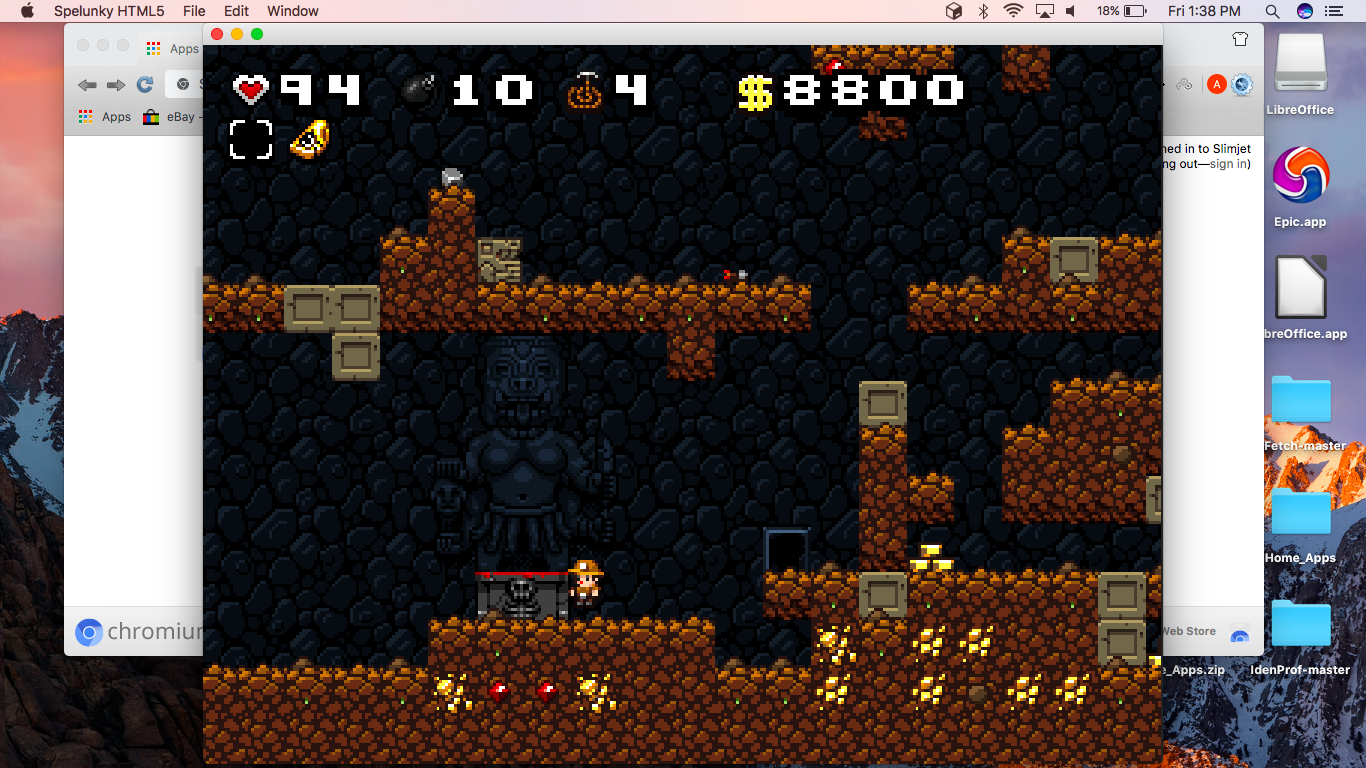 Spelunky HTML5 File Edit Window 18% Fri 1:38 PM
Apps
A
Apps eBay
94 10 4 $8800
ned in to Slimjet
ng out—sign in)
LibreOffice
Epic.app
breOffice.app
Fetch-master
Home_Apps
chromium
Web Store
e_Apps.zip
IdenProf-master